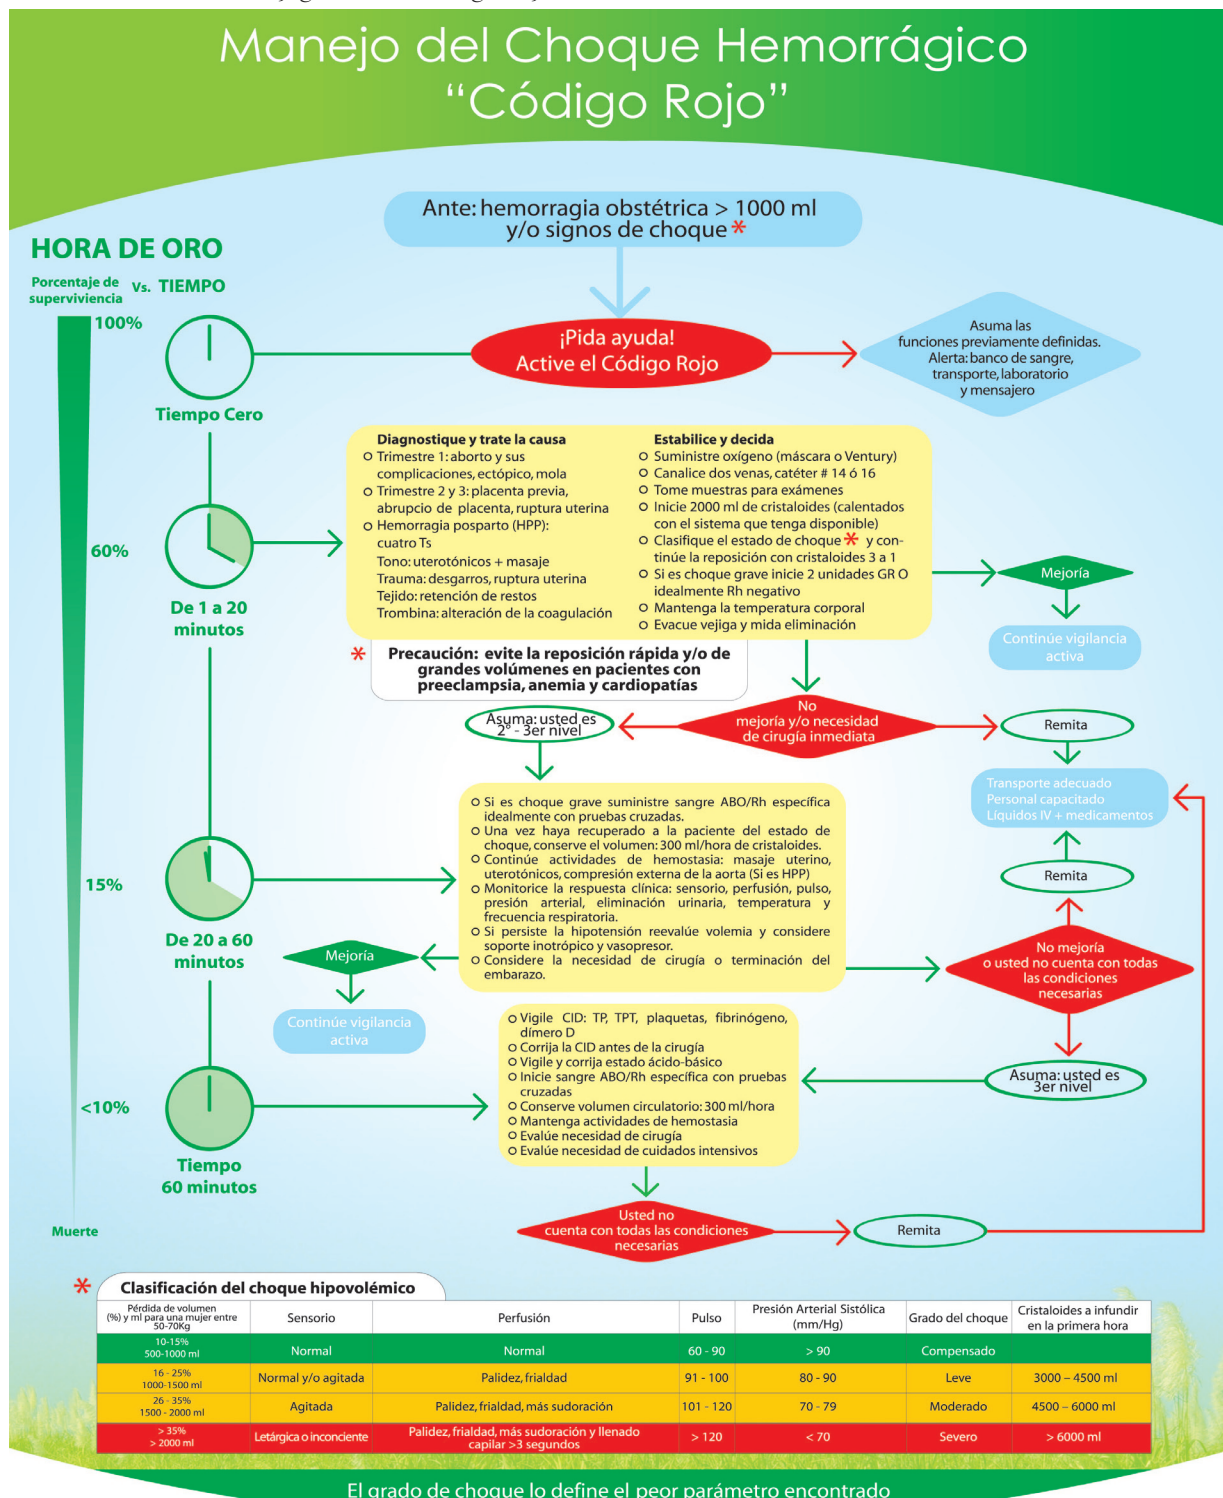 Manejo del Choque Hemorrágico
“Código Rojo”
Ante: hemorragia obstétrica > 1000 ml
y/o signos de choque *
HORA DE ORO
Porcentaje de
superviviencia
Vs. TIEMPO
100%
¡Pida ayuda!
Active el Código Rojo
Asuma las
funciones previamente definidas.
Alerta: banco de sangre,
transporte, laboratorio
y mensajero
Tiempo Cero
Diagnostique y trate la causa
Trimestre 1: aborto y sus
complicaciones, ectópico, mola
Trimestre 2 y 3: placenta previa,
abrupcio de placenta, ruptura uterina
Hemorragia posparto (HPP):
cuatro Ts
Tono: uterotónicos + masaje
Trauma: desgarros, ruptura uterina
Tejido: retención de restos
Trombina: alteración de la coagulación
Estabilice y decida
Suministre oxígeno (máscara o Ventury)
Canalice dos venas, catéter # 14 ó 16
Tome muestras para exámenes
Inicie 2000 ml de cristaloides (calentados
con el sistema que tenga disponible)
Clasifique el estado de choque * y con-
tinúe la reposición con cristaloides 3 a 1
Si es choque grave inicie 2 unidades GR O
idealmente Rh negativo
Mantenga la temperatura corporal
Evacue vejiga y mida eliminación
60%
De 1 a 20
minutos
Mejoría
Continúe vigilancia
activa
* Precaución: evite la reposición rápida y/o de
grandes volúmenes en pacientes con
preeclampsia, anemia y cardiopatías
No
mejoría y/o necesidad
de cirugía inmediata
Asuma: usted es
2° - 3er nivel
Remita
Transporte adecuado
Personal capacitado
Líquidos IV + medicamentos
Si es choque grave suministre sangre ABO/Rh específica
idealmente con pruebas cruzadas.
Una vez haya recuperado a la paciente del estado de
choque, conserve el volumen: 300 ml/hora de cristaloides.
Continúe actividades de hemostasia: masaje uterino,
uterotónicos, compresión externa de la aorta (Si es HPP)
Monitorice la respuesta clínica: sensorio, perfusión, pulso,
presión arterial, eliminación urinaria, temperatura y
frecuencia respiratoria.
Si persiste la hipotensión reevalúe volemia y considere
soporte inotrópico y vasopresor.
Considere la necesidad de cirugía o terminación del
embarazo.
15%
De 20 a 60
minutos
Remita
Mejoría
Continúe vigilancia
activa
No mejoría
o usted no cuenta con todas
las condiciones
necesarias
Asuma: usted es
3er nivel
Vigile CID: TP, TPT, plaquetas, fibrinógeno,
dímero D
Corrija la CID antes de la cirugía
Vigile y corrija estado ácido-básico
Inicie sangre ABO/Rh específica con pruebas
cruzadas
Conserve volumen circulatorio: 300 ml/hora
Mantenga actividades de hemostasia
Evalúe necesidad de cirugía
Evalúe necesidad de cuidados intensivos
<10%
Tiempo
60 minutos
Muerte
Usted no
cuenta con todas las condiciones
necesarias
Remita
* Clasificación del choque hipovolémico
Pérdida de volumen
(%) y ml para una mujer entre
50-70Kg
Sensorio
Perfusión
Pulso
Presión Arterial Sistólica
(mm/Hg)
Grado del choque
Cristaloides a infundir
en la primera hora
10-15%
500-1000 ml
Normal
Normal
60 - 90
> 90
Compensado
16 - 25%
1000-1500 ml
Normal y/o agitada
Palidez, frialdad
91 - 100
80 - 90
Leve
3000 – 4500 ml
26 - 35%
1500 - 2000 ml
Agitada
Palidez, frialdad, más sudoración
101 - 120
70 - 79
Moderado
4500 – 6000 ml
> 35%
> 2000 ml
Letárgica o inconciente
Palidez, frialdad, más sudoración y llenado
capilar >3 segundos
> 120
< 70
Severo
> 6000 ml
El grado de choque lo define el peor parámetro encontrado